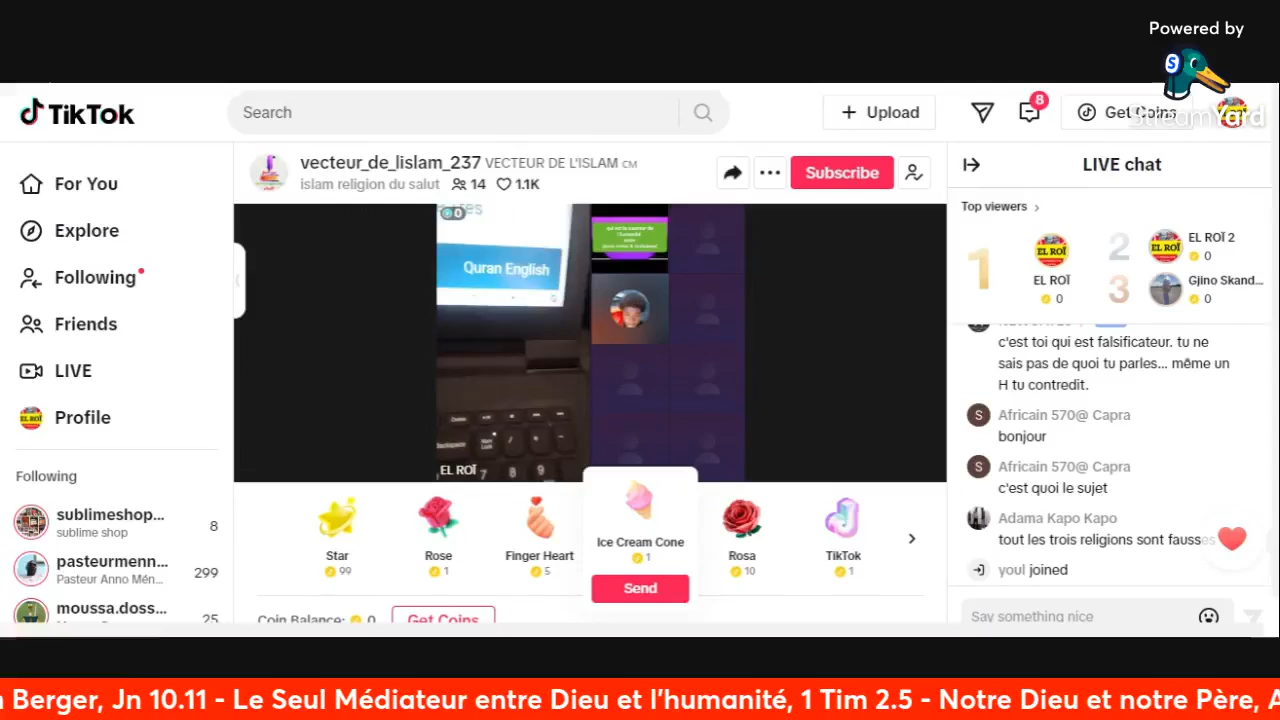 Powered by
StreamYard
TikTok
Search
Upload
8
Get Coins
For You
Explore
Following
Friends
LIVE
Profile
Following
sublimeshop...
sublime shop
8
pasteurmenn...
Pasteur Anno Mén...
299
moussa.doss...
25
vecteur_de_lislam_237 VECTEUR DE L'ISLAM CM
islam religion du salut 14 1.1K
Subscribe
Quran English
EL ROÏ
7 8 9
Star
99
Rose
1
Finger Heart
5
Ice Cream Cone
1
Send
Rosa
10
TikTok
1
Coin Balance: 0
Get Coins
LIVE chat
Top viewers
1
EL ROÏ
0
2
EL ROÏ 2
0
3
Gjino Skand...
0
c'est toi qui est falsificateur. tu ne
sais pas de quoi tu parles... même un
H tu contredit.
S
Africain 570@ Capra
bonjour
S
Africain 570@ Capra
c'est quoi le sujet
Adama Kapo Kapo
tout les trois religions sont fausses
youl joined
Say something nice
Berger, Jn 10.11 - Le Seul Médiateur entre Dieu et l'humanité, 1 Tim 2.5 - Notre Dieu et notre Père,